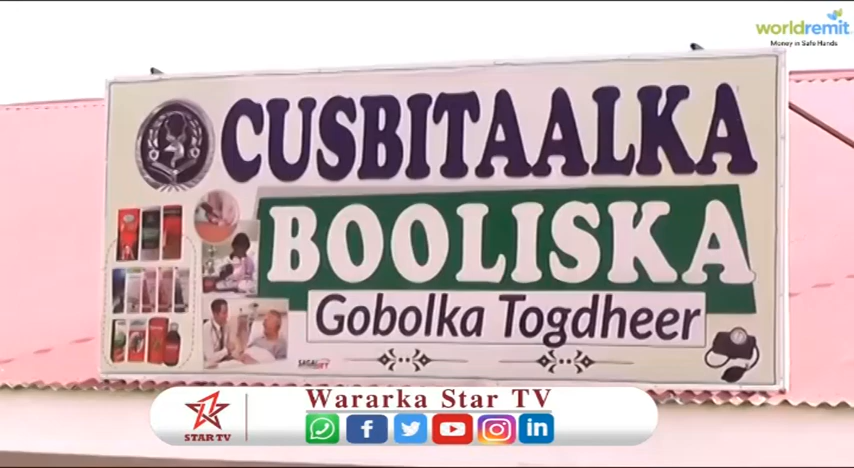 worldremit
Money in Safe Hands
CUSBITAALKA
BOOLISKA
Gobolka Togdheer
Wararka Star TV
STAR TV